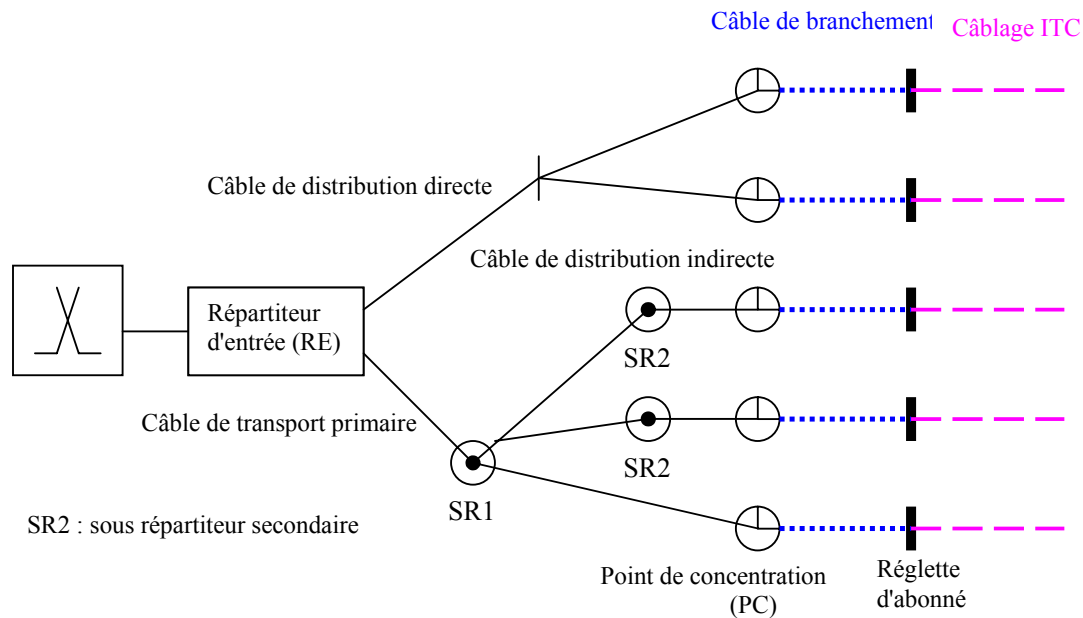 Câble de branchement
Câblage ITC
Câble de distribution directe
Câble de distribution indirecte
Répartiteur
d'entrée (RE)
SR2
Câble de transport primaire
SR2
SR1
SR2 : sous répartiteur secondaire
Point de concentration
(PC)
Réglette
d'abonné